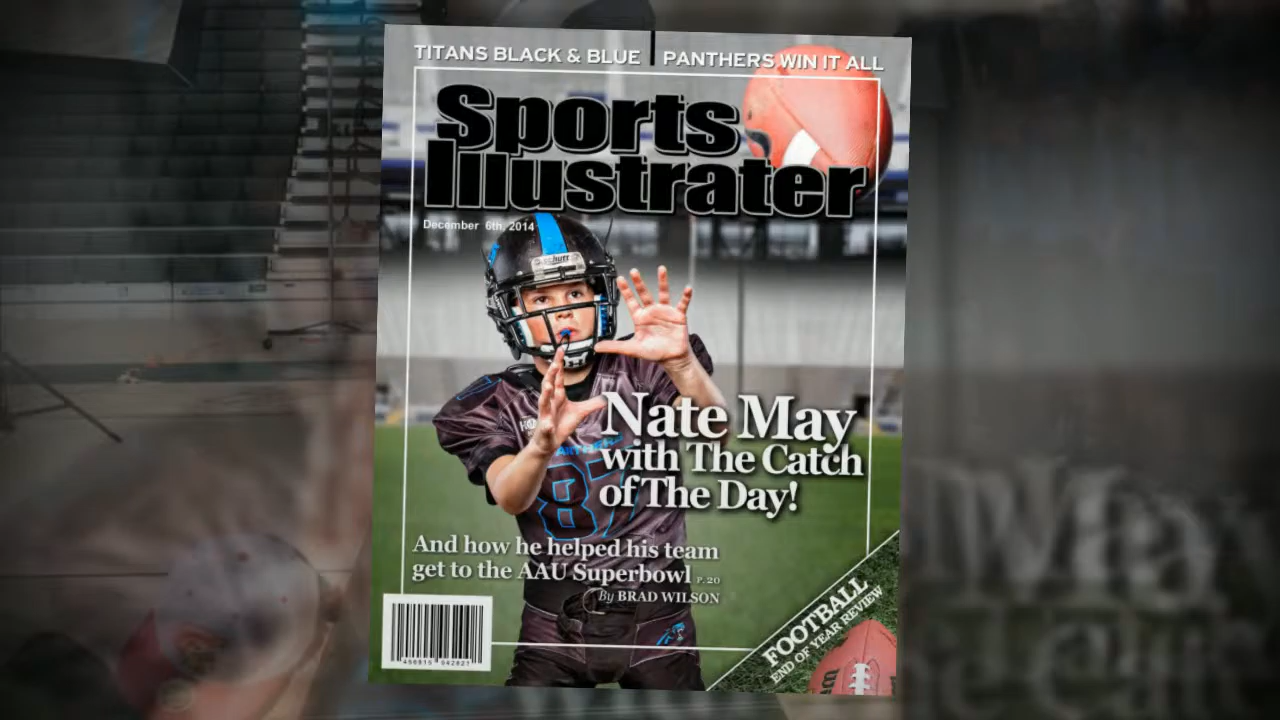 TITANS BLACK & BLUE PANTHERS WIN IT ALL
Sports
Illustrater
December 6th, 2014
Nate May
with The Catch
of The Day!
87
And how he helped his team
get to the AAU Superbowl P. 20
By BRAD WILSON
FOOTBALL
END OF YEAR REVIEW